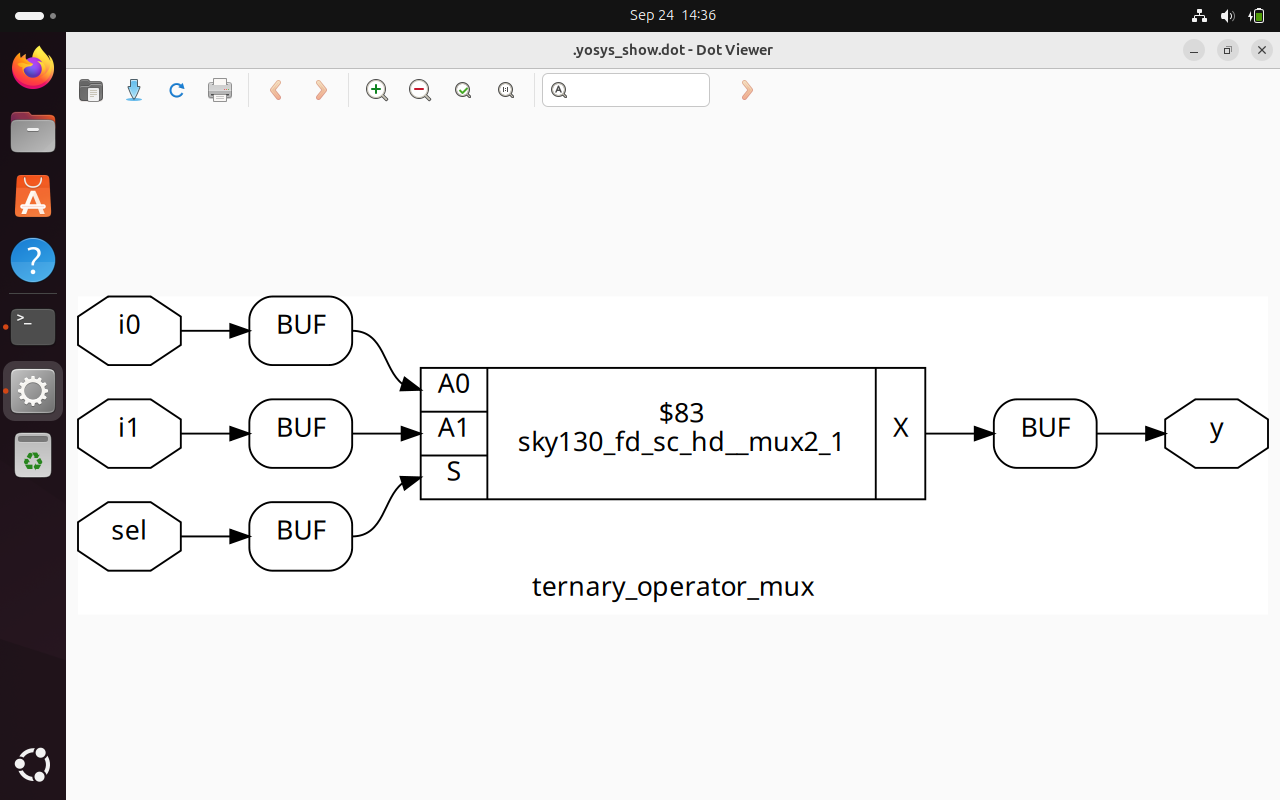 Sep 24 14:36
.yosys_show.dot - Dot Viewer
i0
BUF
i1
BUF
sel
BUF
A0
A1
S
$83
sky130_fd_sc_hd__mux2_1
X
BUF
y
ternary_operator_mux